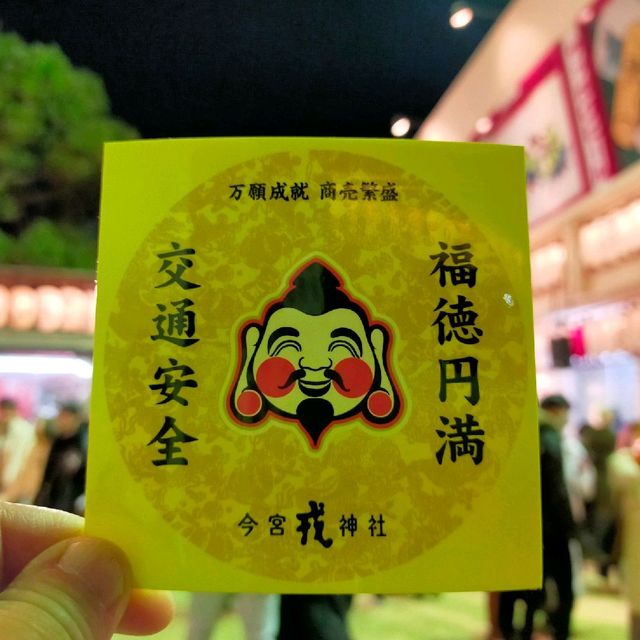 万願成就 商売繁盛
福徳円満
交通安全
今宮戎神社